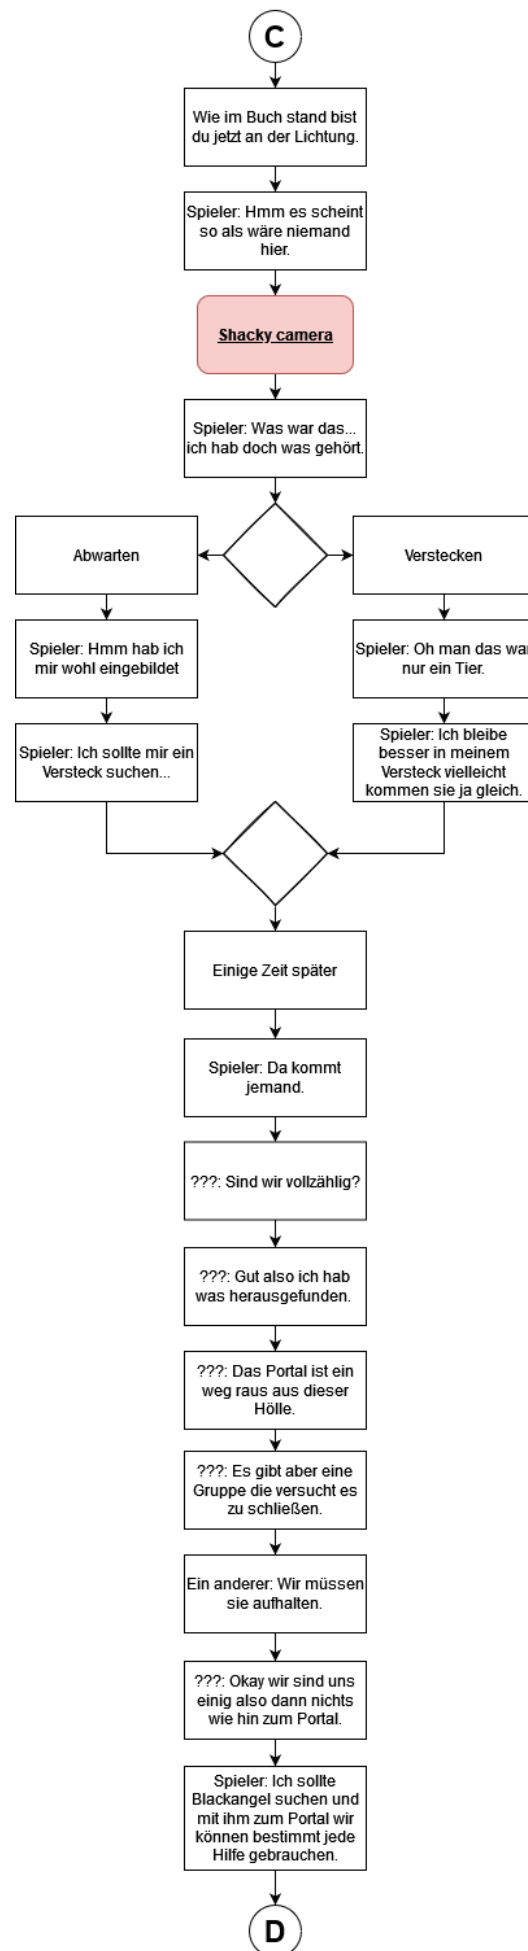 C
Wie im Buch stand bist
du jetzt an der Lichtung.
Spieler: Hmm es scheint
so als wäre niemand
hier.
Shacky camera
Spieler: Was war das...
ich hab doch was gehört.
Abwarten
Verstecken
Spieler: Hmm hab ich
mir wohl eingebildet
Spieler: Oh man das war
nur ein Tier.
Spieler: Ich sollte mir ein
Versteck suchen...
Spieler: Ich bleibe
besser in meinem
Versteck vielleicht
kommen sie ja gleich.
Einige Zeit später
Spieler: Da kommt
jemand.
???: Sind wir vollzählig?
???: Gut also ich hab
was herausgefunden.
???: Das Portal ist ein
weg raus aus dieser
Hölle.
???: Es gibt aber eine
Gruppe die versucht es
zu schließen.
Ein anderer: Wir müssen
sie aufhalten.
???: Okay wir sind uns
einig also dann nichts
wie hin zum Portal.
Spieler: Ich sollte
Blackangel suchen und
mit ihm zum Portal wir
können bestimmt jede
Hilfe gebrauchen.
D